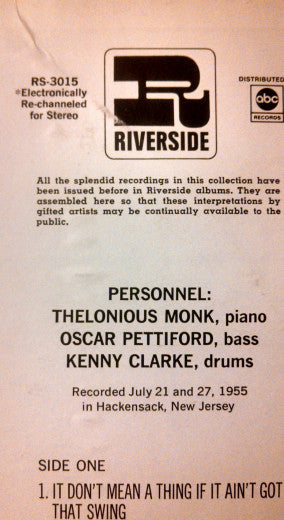 RS-3015
*Electronically
Re-channeled
for Stereo
R
RIVERSIDE
DISTRIBUTED
abc
RECORDS
All the splendid recordings in this collection have
been issued before in Riverside albums. They are
assembled here so that these interpretations by
gifted artists may be continually available to the
public.
PERSONNEL:
THELONIOUS MONK, piano
OSCAR PETTIFORD, bass
KENNY CLARKE, drums
Recorded July 21 and 27, 1955
in Hackensack, New Jersey
SIDE ONE
1. IT DON'T MEAN A THING IF IT AIN'T GOT
THAT SWING